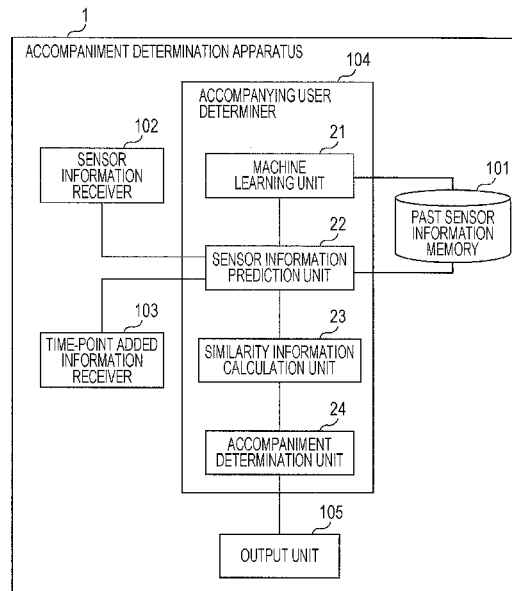 1
ACCOMPANIMENT DETERMINATION APPARATUS
104
ACCOMPANYING USER
DETERMINER
102
SENSOR
INFORMATION
RECEIVER
21
MACHINE
LEARNING UNIT
101
PAST SENSOR
INFORMATION
MEMORY
22
SENSOR INFORMATION
PREDICTION UNIT
103
TIME-POINT ADDED
INFORMATION
RECEIVER
23
SIMILARITY INFORMATION
CALCULATION UNIT
24
ACCOMPANIMENT
DETERMINATION UNIT
105
OUTPUT UNIT